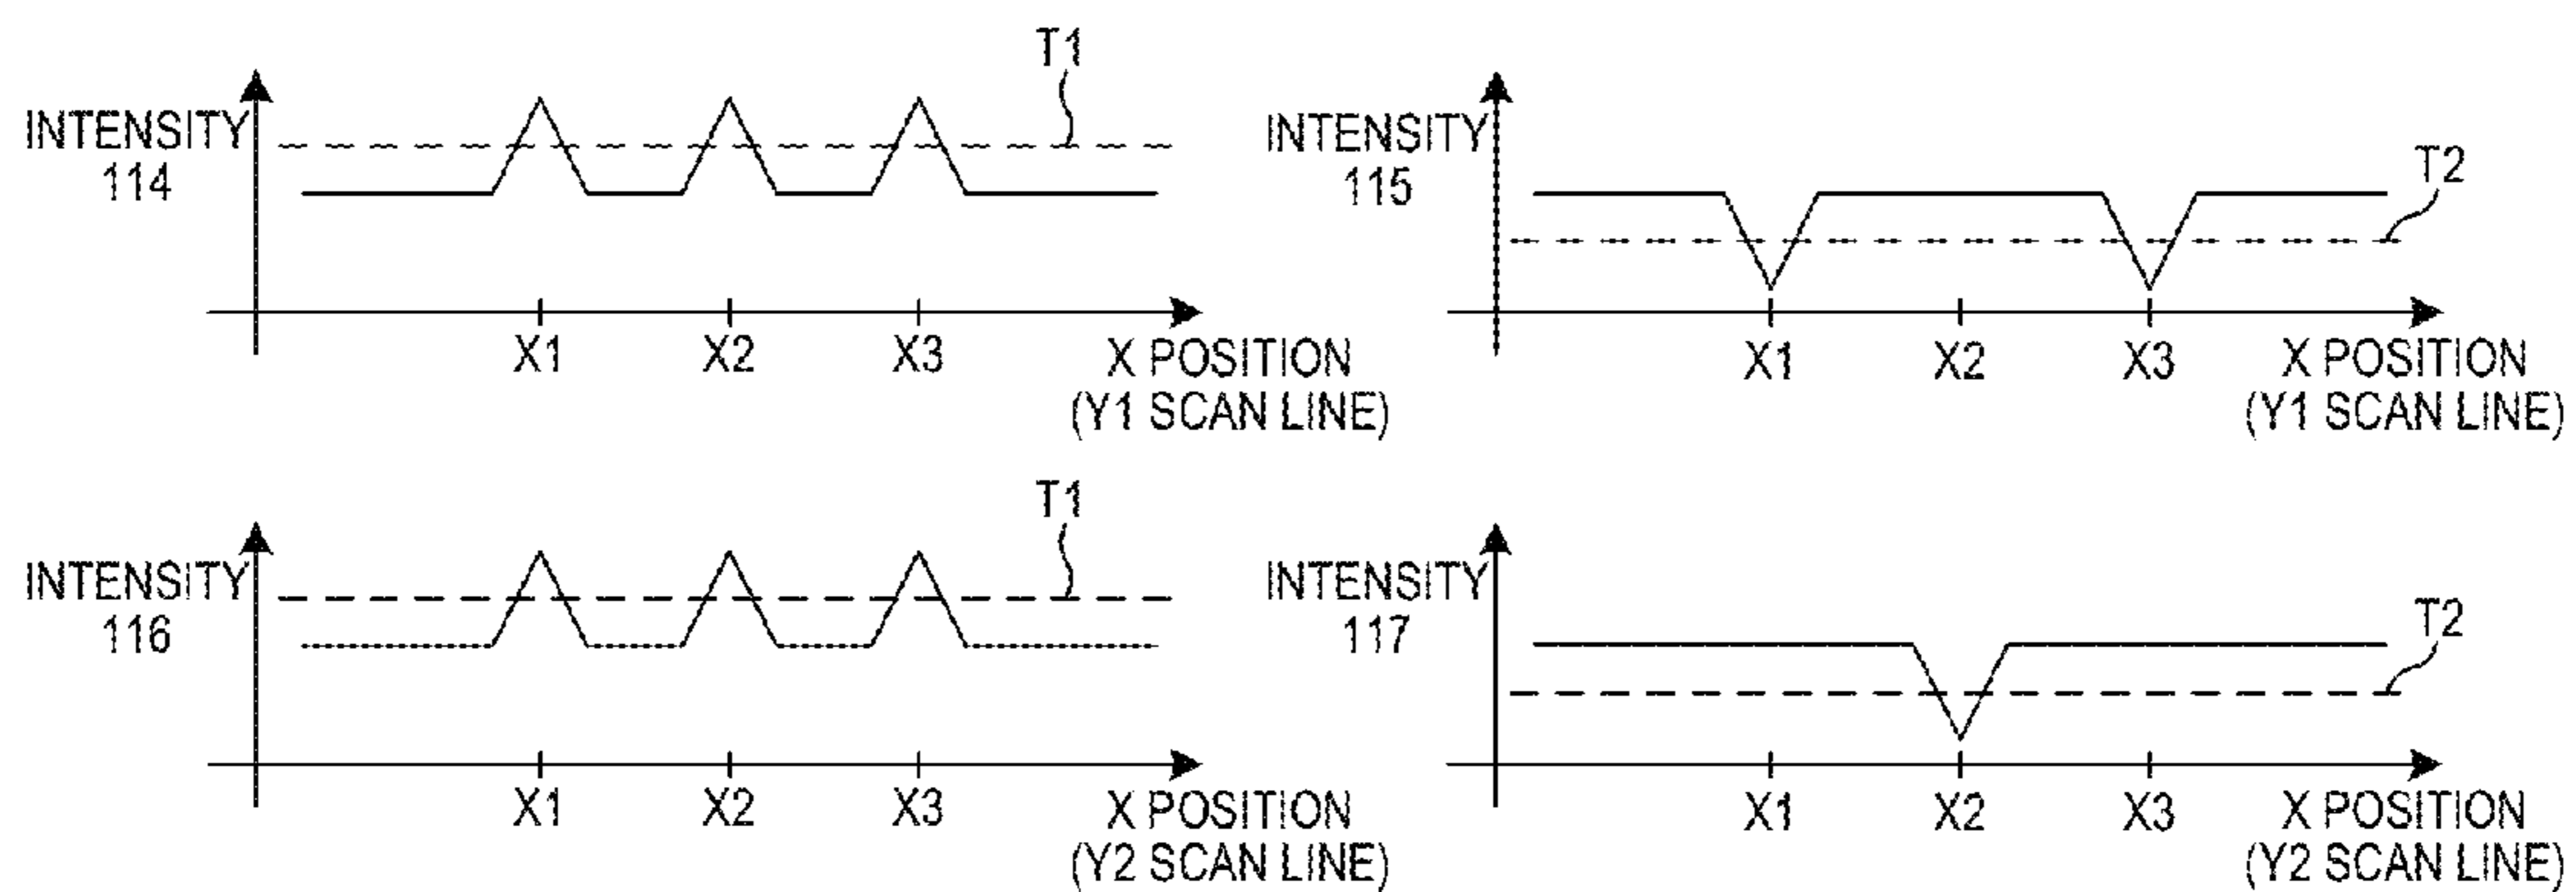 T1
INTENSITY
114
X1 X2 X3 X POSITION
(Y1 SCAN LINE)
T2
INTENSITY
115
X1 X2 X3 X POSITION
(Y1 SCAN LINE)
T1
INTENSITY
116
X1 X2 X3 X POSITION
(Y2 SCAN LINE)
T2
INTENSITY
117
X1 X2 X3 X POSITION
(Y2 SCAN LINE)